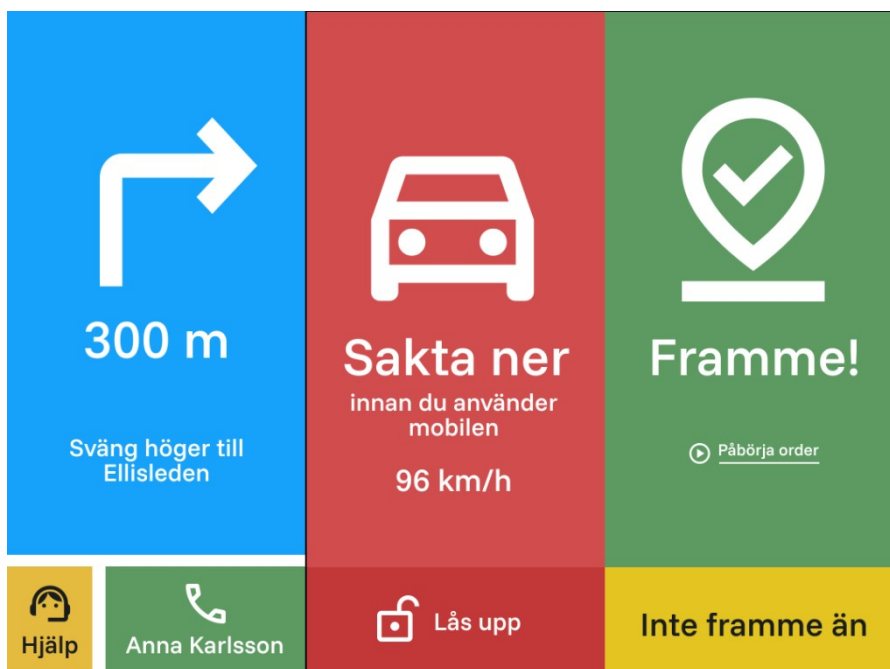 300 m
Sväng höger till
Ellisleden
Hjälp
Anna Karlsson
Sakta ner
innan du använder
mobilen
96 km/h
Lås upp
Framme!
Påbörja order
Inte framme än